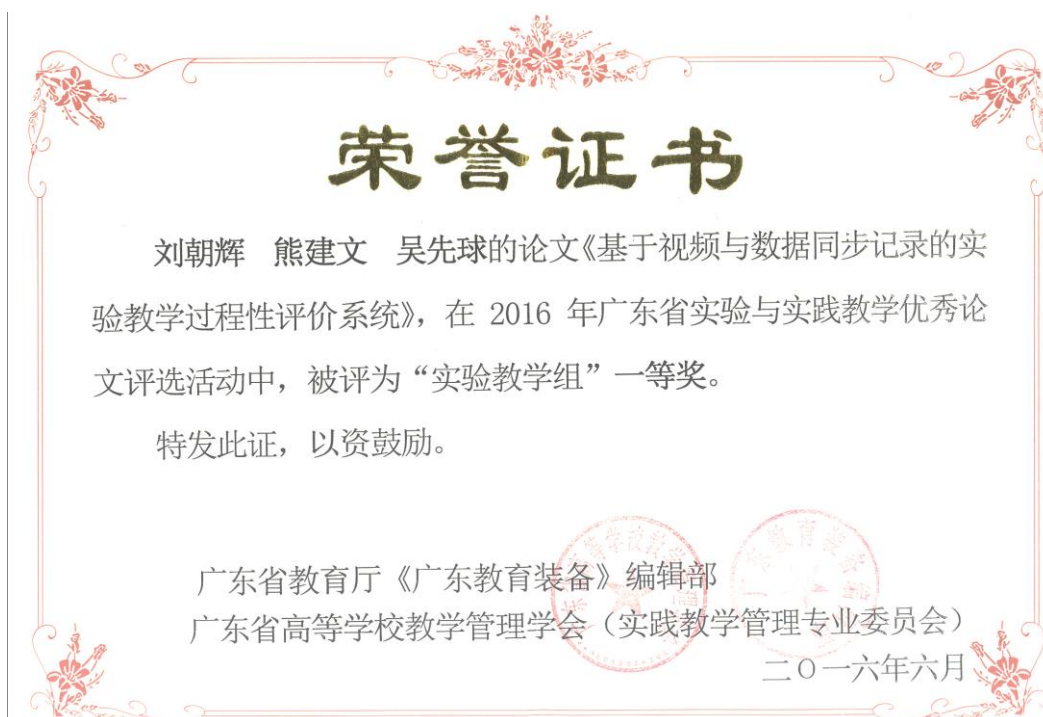 荣誉证书
刘朝辉 熊建文 吴先球的论文《基于视频与数据同步记录的实
验教学过程性评价系统》，在 2016 年广东省实验与实践教学优秀论
文评选活动中，被评为“实验教学组”一等奖。
特发此证，以资鼓励。
广东省教育厅《广东教育装备》编辑部
广东省高等学校教学管理学会（实践教学管理专业委员会）
二〇一六年六月